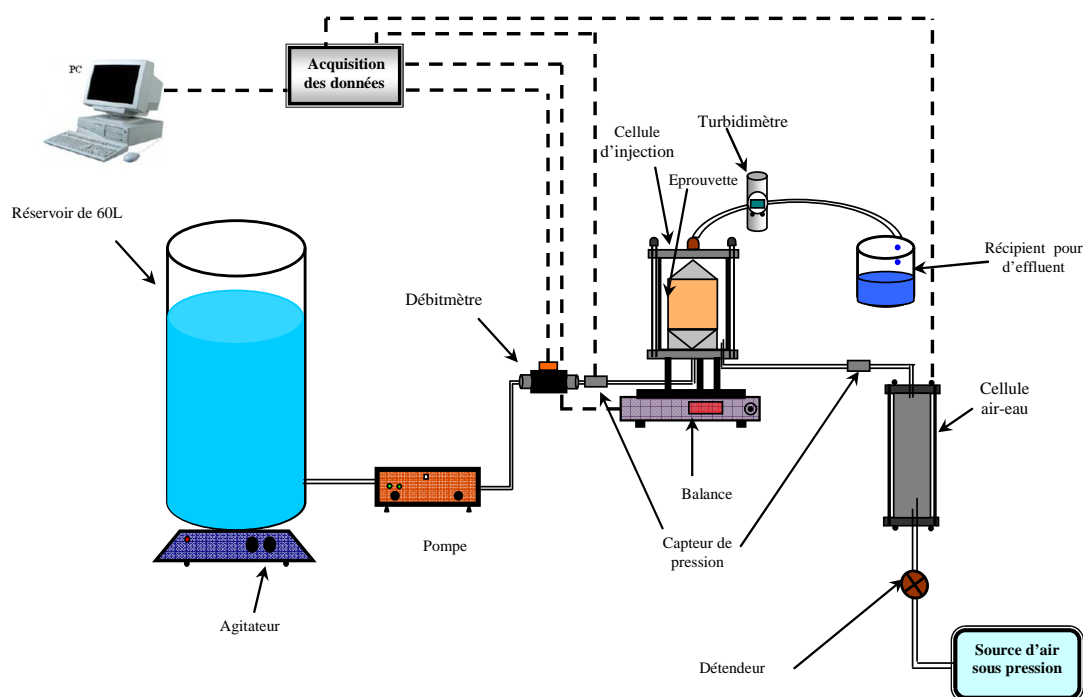 PC
Acquisition
des données
Turbidimètre
Cellule
d'injection
Eprouvette
Réservoir de 60L
Récipient pour
d'effluent
Débitmètre
Cellule
air-eau
Balance
Pompe
Capteur de
pression
Agitateur
Détendeur
Source d'air
sous pression